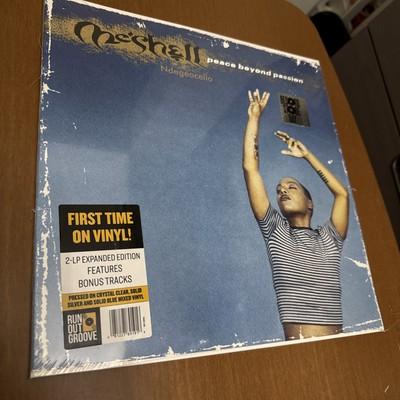 Me'Shell
peace beyond passion
Ndegéocello
FIRST TIME
ON VINYL!
2-LP EXPANDED EDITION
FEATURES
BONUS TRACKS
PRESSED ON CRYSTAL CLEAR, SOLID
SILVER AND SOLID BLUE MIXED VINYL
RUN
OUT
GROOVE